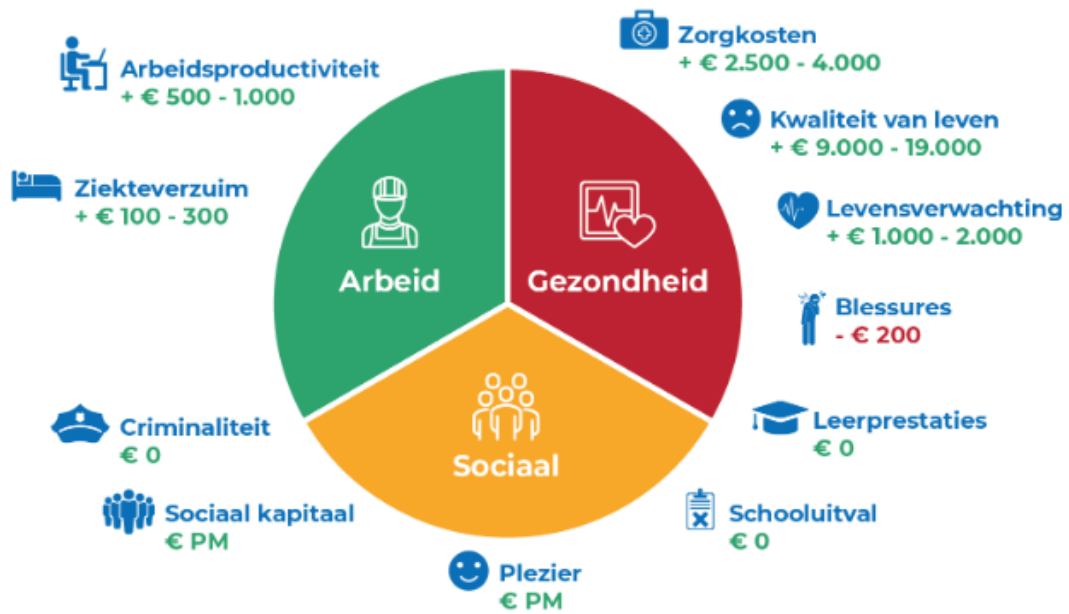 Arbeidsproductiviteit
+ € 500 - 1.000
Ziekteverzuim
+ € 100 - 300
Arbeid
Zorgkosten
+ € 2.500 - 4.000
Kwaliteit van leven
+ € 9.000 - 19.000
Levensverwachting
+ € 1.000 - 2.000
Blessures
- € 200
Gezondheid
Criminaliteit
€ 0
Sociaal kapitaal
€ PM
Sociaal
Plezier
€ PM
Leerprestaties
€ 0
Schooluitval
€ 0